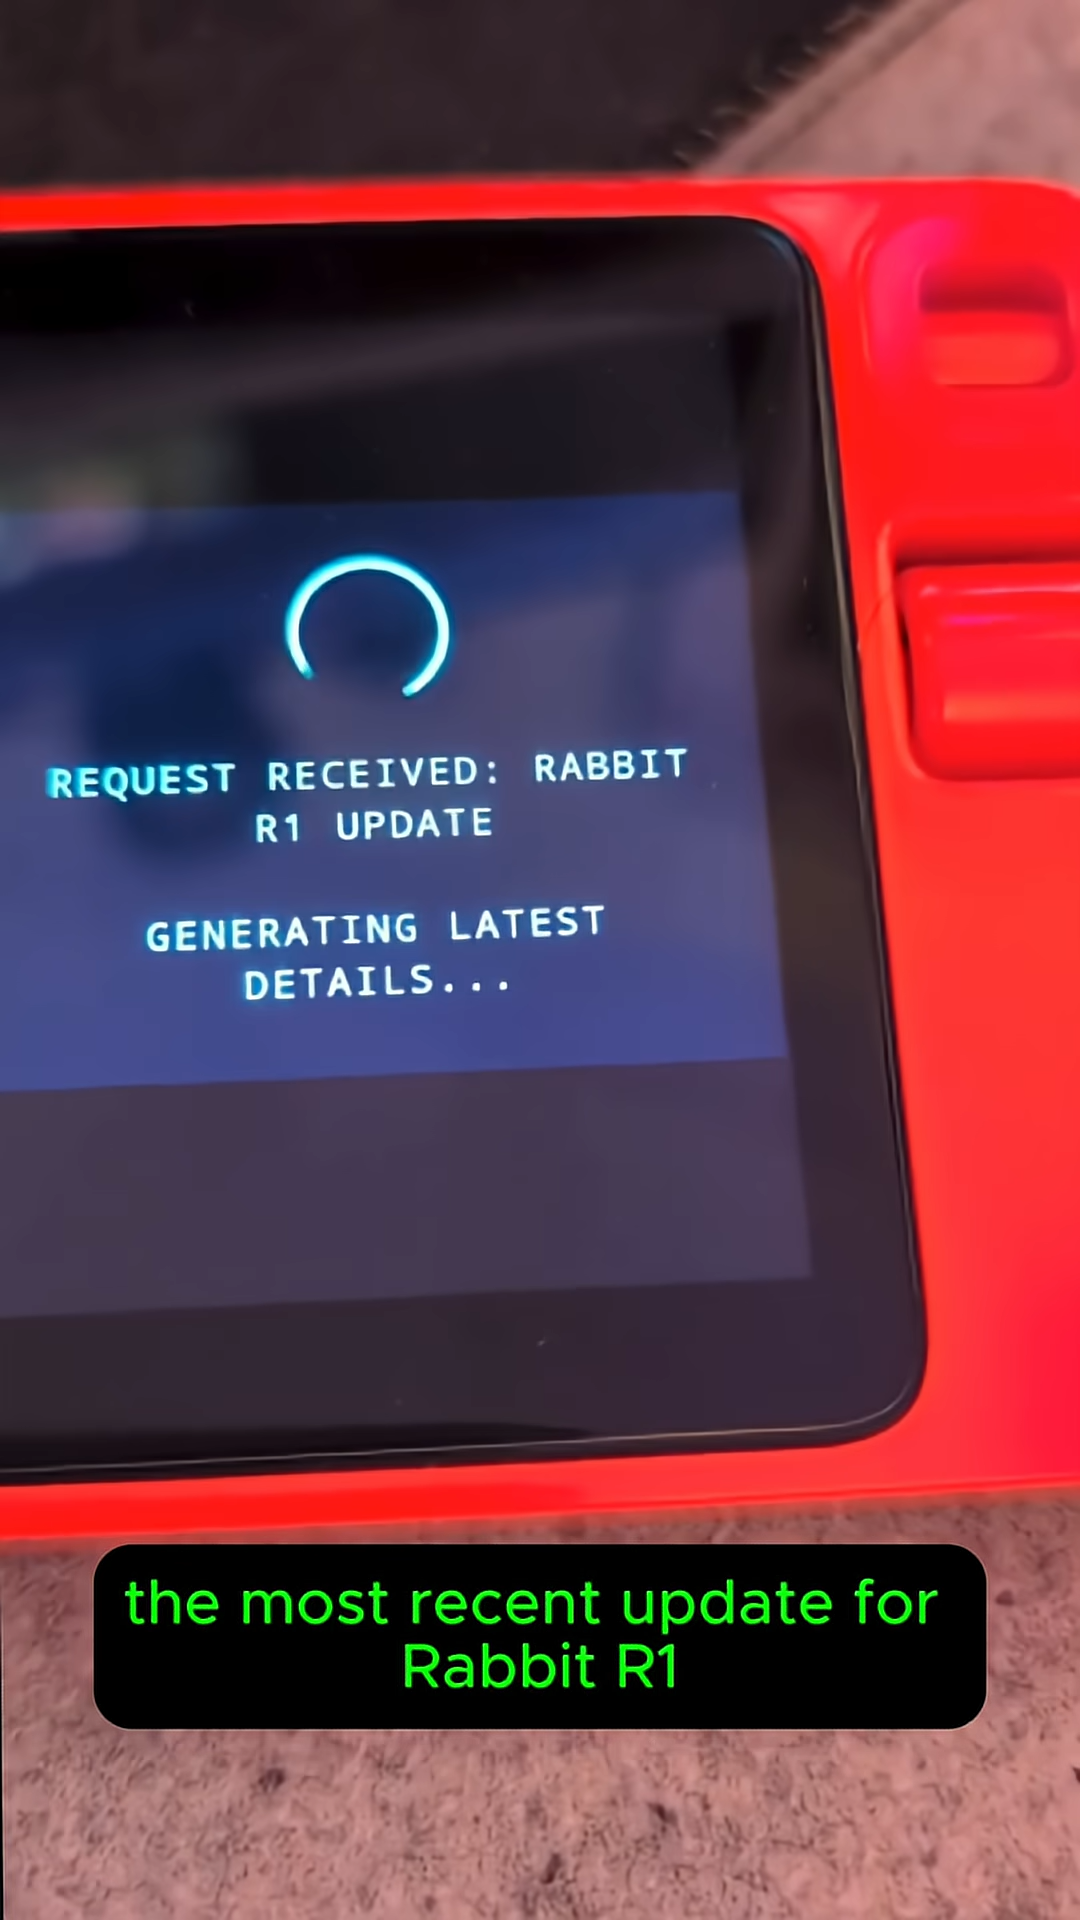 REQUEST RECEIVED: RABBIT
R1 UPDATE
GENERATING LATEST
DETAILS...
the most recent update for
Rabbit R1